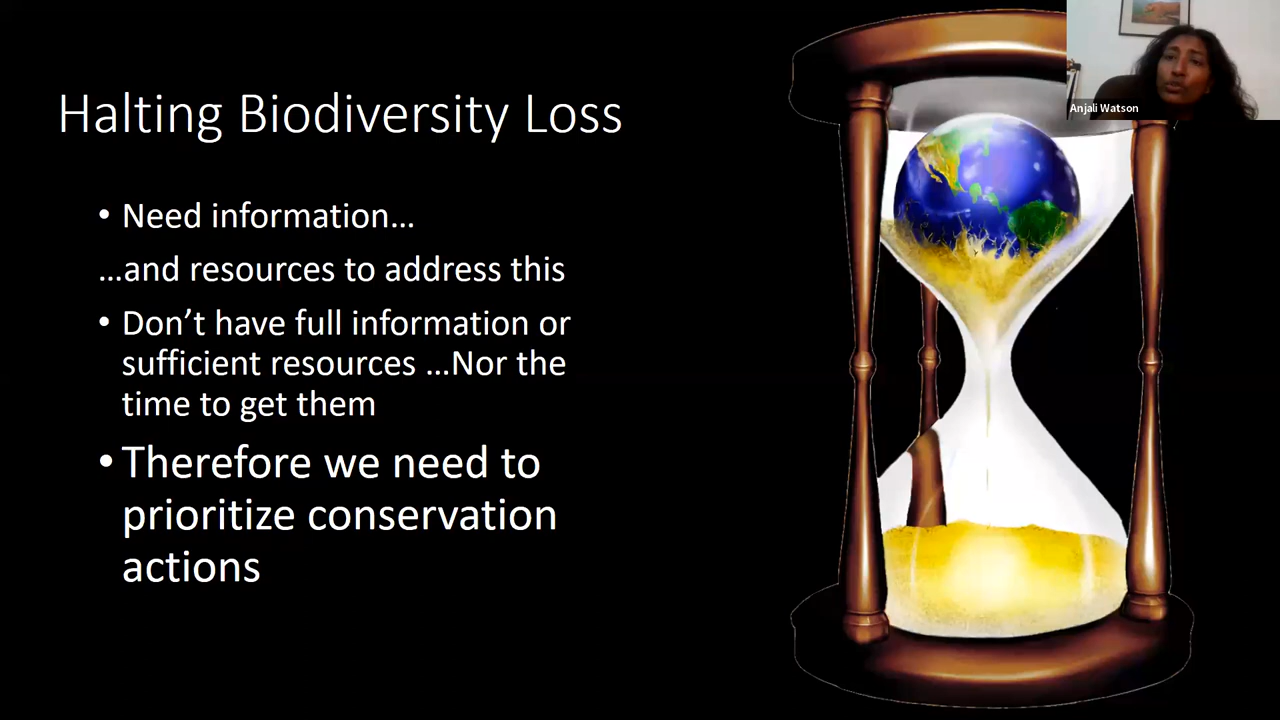 Anjali Watson
Halting Biodiversity Loss
• Need information…
…and resources to address this
• Don’t have full information or
sufficient resources …Nor the
time to get them
• Therefore we need to
prioritize conservation
actions